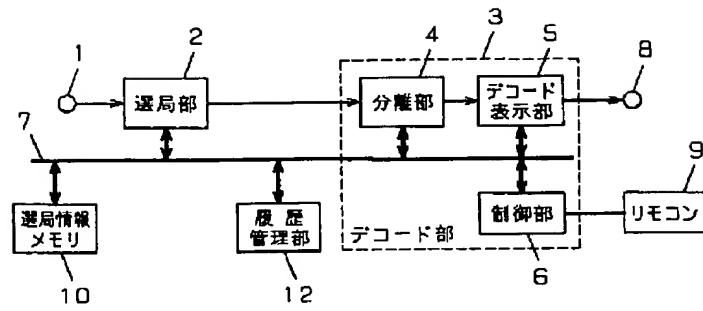 3
1
2
4
5
8
選局部
分離部
デコード
表示部
7
9
選局情報
メモリ
履歴
管理部
デコード部
制御部
リモコン
10
12
6